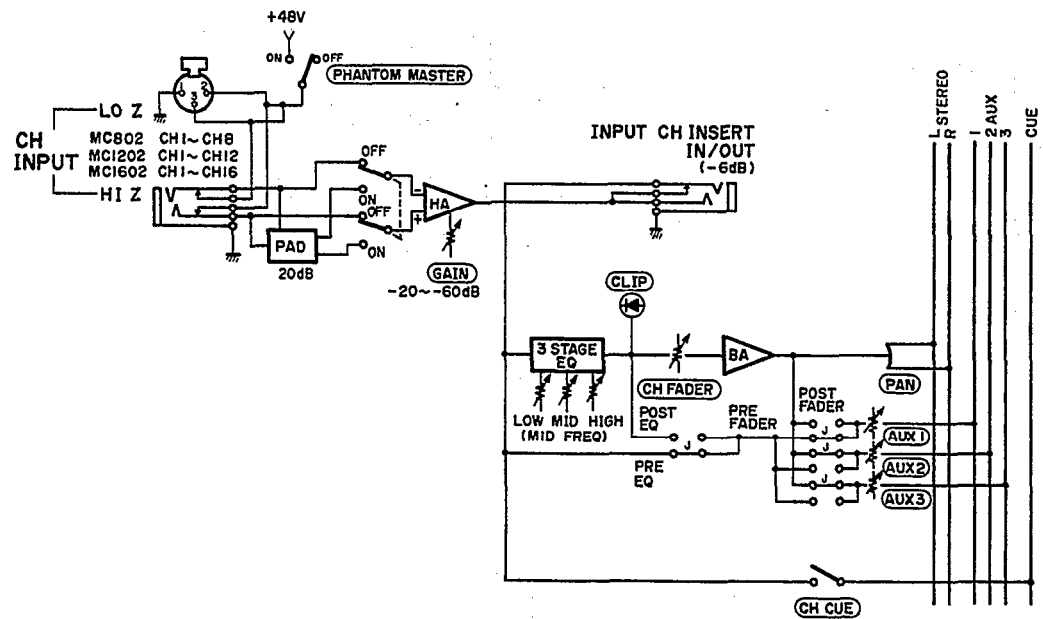 +48V
ON OFF
PHANTOM MASTER
1 2
3
LO Z
CH
INPUT
MC802 CH1~CH8
MC1202 CH1~CH12
MC1602 CH1~CH16
HI Z
OFF
ON
OFF
ON
PAD
20dB
-
+
HA
GAIN
-20~-60dB
INPUT CH INSERT
IN/OUT
(-6dB)
L STEREO
R
1
2 AUX
3
CUE
CLIP
3 STAGE
EQ
LOW MID HIGH
(MID FREQ)
CH FADER
BA
PAN
POST
EQ
J
PRE
EQ
PRE
FADER
POST
FADER
J
J
J
AUX1
AUX2
AUX3
CH CUE